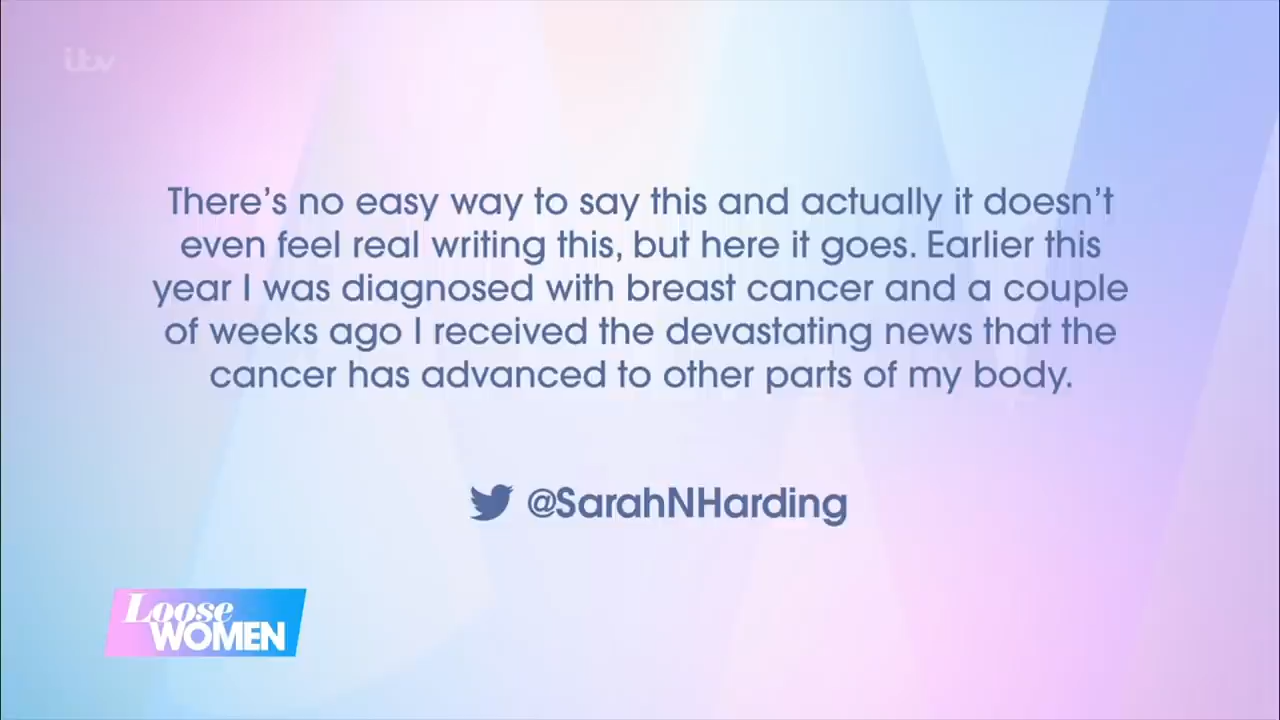 itv
There's no easy way to say this and actually it doesn't
even feel real writing this, but here it goes. Earlier this
year I was diagnosed with breast cancer and a couple
of weeks ago I received the devastating news that the
cancer has advanced to other parts of my body.
@SarahNHarding
Loose
WOMEN